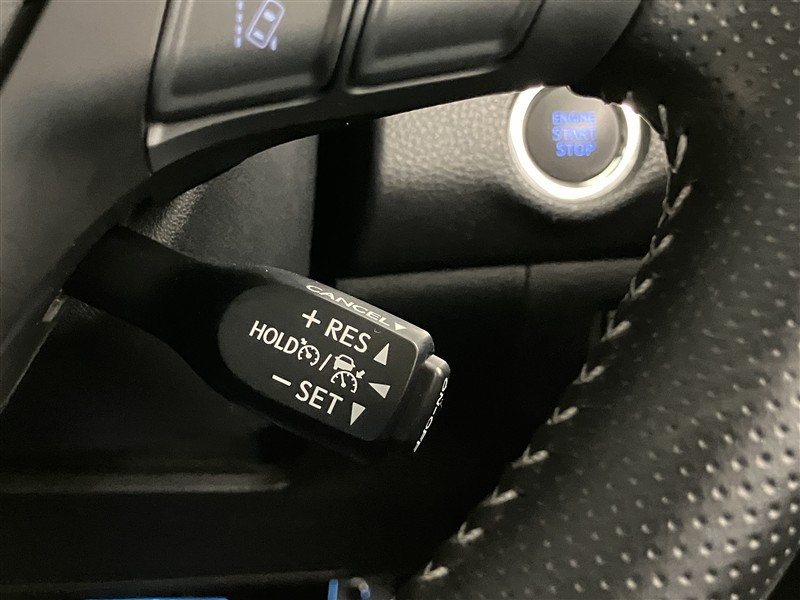 ENGINE
START
STOP
CANCEL▼
+ RES ▲
HOLD / ◀
− SET ▼
ON-OFF